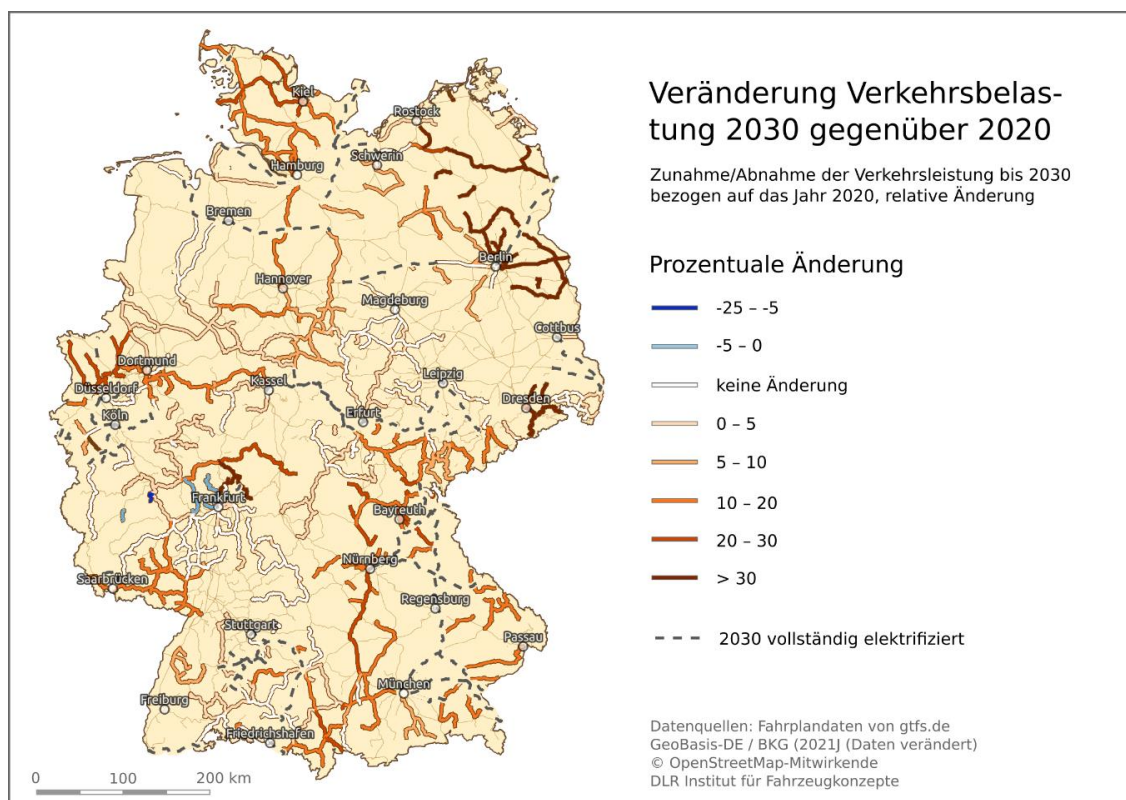 Veränderung Verkehrsbelas-
tung 2030 gegenüber 2020
Zunahme/Abnahme der Verkehrsleistung bis 2030
bezogen auf das Jahr 2020, relative Änderung
Prozentuale Änderung
-25 – -5
-5 – 0
keine Änderung
0 – 5
5 – 10
10 – 20
20 – 30
> 30
2030 vollständig elektrifiziert
Datenquellen: Fahrplandaten von gtfs.de
GeoBasis-DE / BKG (2021J (Daten verändert)
© OpenStreetMap-Mitwirkende
DLR Institut für Fahrzeugkonzepte
Kiel
Rostock
Schwerin
Hamburg
Bremen
Berlin
Hannover
Magdeburg
Cottbus
Dortmund
Düsseldorf
Kassel
Leipzig
Köln
Erfurt
Dresden
Frankfurt
Bayreuth
Nürnberg
Saarbrücken
Regensburg
Stuttgart
Passau
München
Freiburg
Friedrichshafen
0 100 200 km